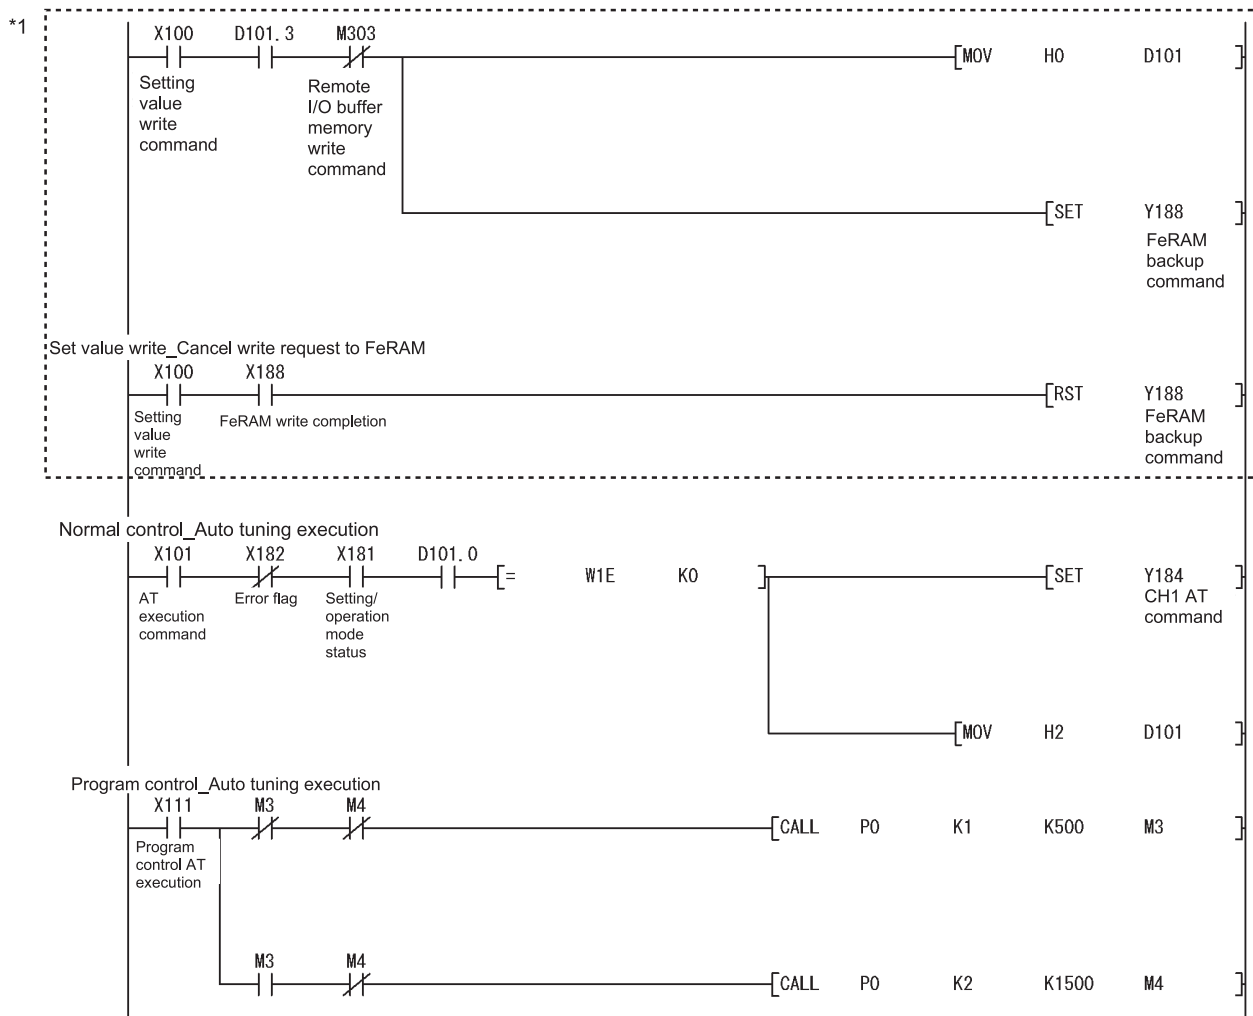 *1
X100 D101.3 M303
[MOV H0 D101 ]
Setting
value
write
command
Remote
I/O buffer
memory
write
command
[SET Y188 ]
FeRAM
backup
command
Set value write_Cancel write request to FeRAM
X100 X188
[RST Y188 ]
Setting
value
write
command
FeRAM write completion
FeRAM
backup
command
Normal control_Auto tuning execution
X101 X182 X181 D101.0
[= W1E K0 ]
[SET Y184 ]
AT
execution
command
Error flag
Setting/
operation
mode
status
CH1 AT
command
[MOV H2 D101 ]
Program control_Auto tuning execution
X111 M3 M4
[CALL P0 K1 K500 M3 ]
Program
control AT
execution
M3 M4
[CALL P0 K2 K1500 M4 ]